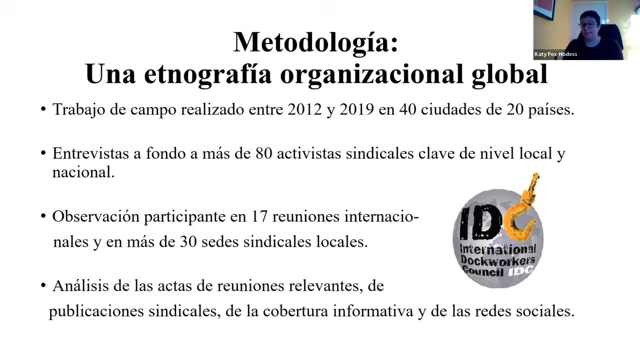 Metodología:
Una etnografía organizacional global
• Trabajo de campo realizado entre 2012 y 2019 en 40 ciudades de 20 países.
• Entrevistas a fondo a más de 80 activistas sindicales clave de nivel local y
nacional.
• Observación participante en 17 reuniones internacio-
nales y en más de 30 sedes sindicales locales.
• Análisis de las actas de reuniones relevantes, de
publicaciones sindicales, de la cobertura informativa y de las redes sociales.
IDC
International
Dockworkers
Council IDC
Katy Fox-Hodess